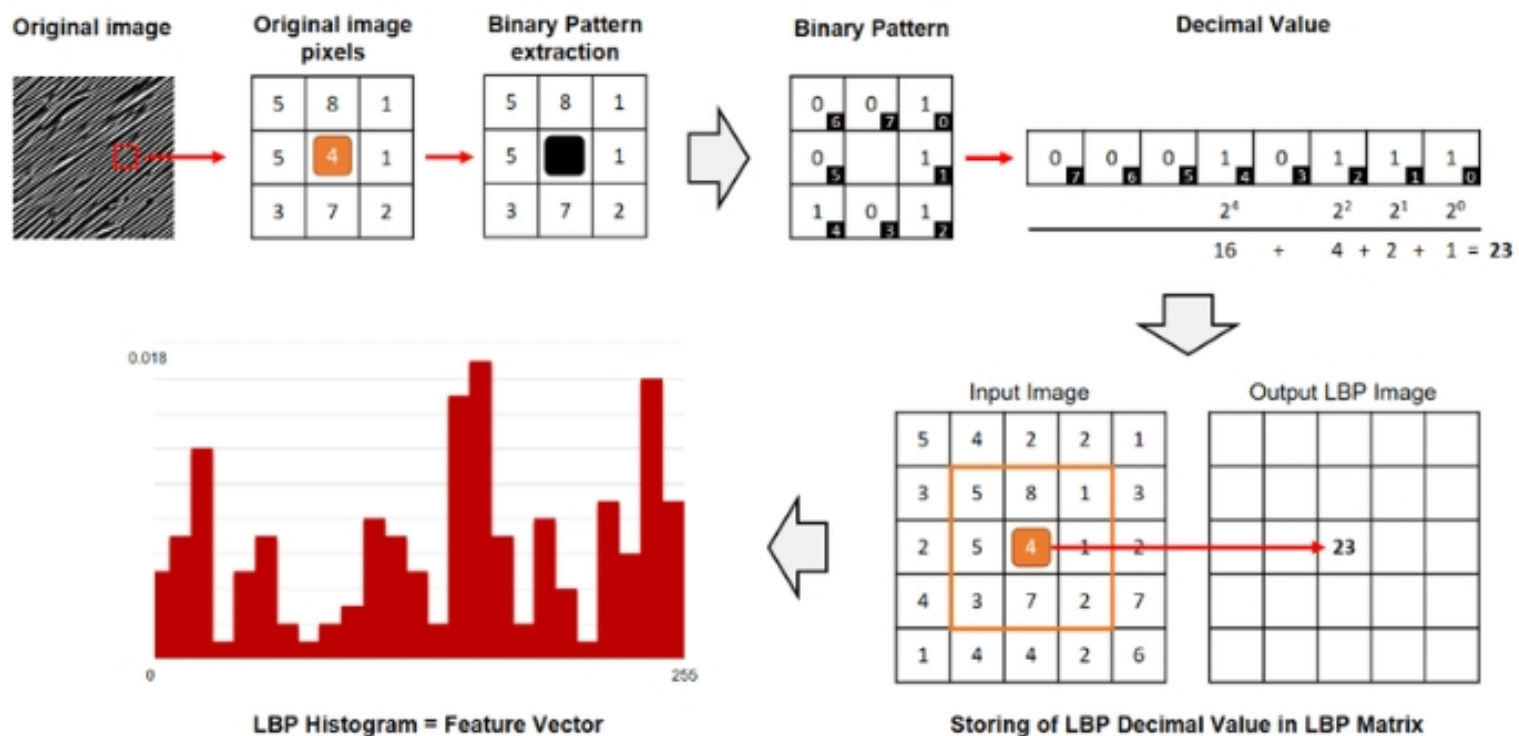 Original image
Original image pixels
Binary Pattern extraction
Binary Pattern
Decimal Value
5 8 1
5 4 1
3 7 2
5 8 1
5 1
3 7 2
0 6 0 7 1 0
0 5 1 1
1 4 0 3 1 2
0 7 0 6 0 5 1 4 0 3 1 2 1 1 1 0
2⁴ 2² 2¹ 2⁰
16 + 4 + 2 + 1 = 23
0.018
0 255
LBP Histogram = Feature Vector
Input Image
5 4 2 2 1
3 5 8 1 3
2 5 4 1 2
4 3 7 2 7
1 4 4 2 6
Output LBP Image
23
Storing of LBP Decimal Value in LBP Matrix